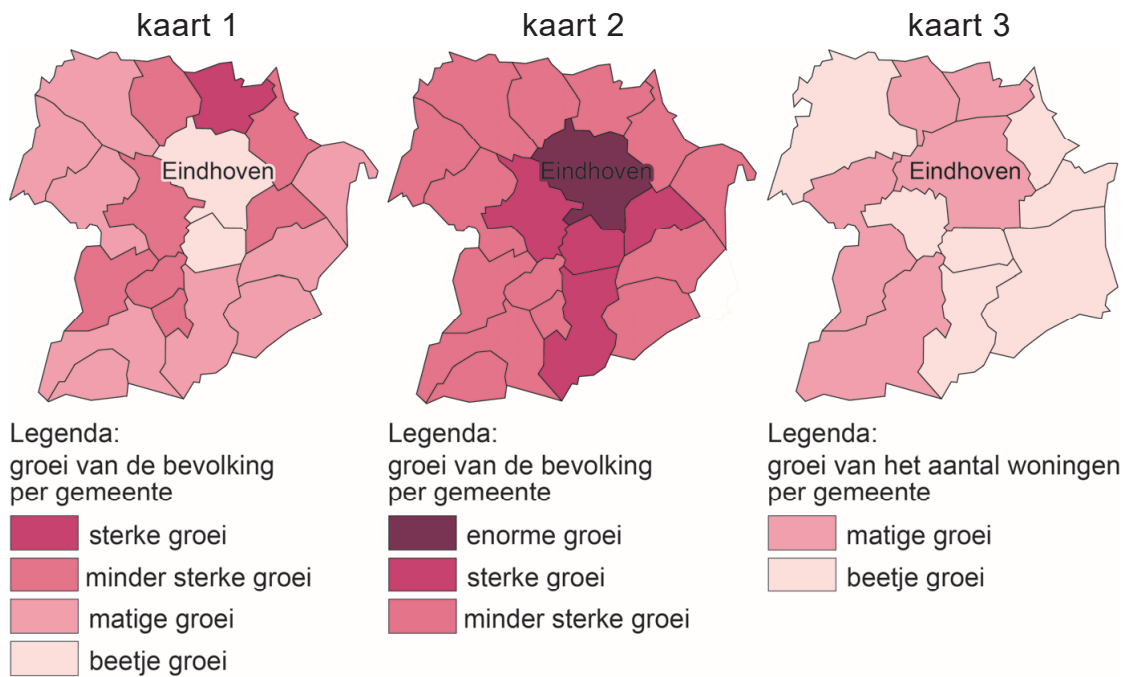 kaart 1
Eindhoven
Legenda:
groei van de bevolking
per gemeente
sterke groei
minder sterke groei
matige groei
beetje groei
kaart 2
Eindhoven
Legenda:
groei van de bevolking
per gemeente
enorme groei
sterke groei
minder sterke groei
kaart 3
Eindhoven
Legenda:
groei van het aantal woningen
per gemeente
matige groei
beetje groei